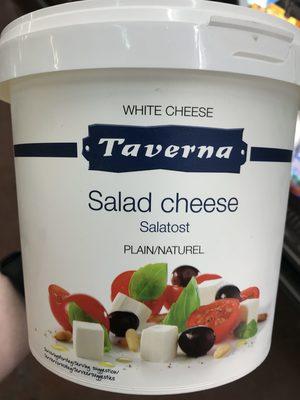 WHITE CHEESE
Taverna
Salad cheese
Salatost
PLAIN/NATUREL